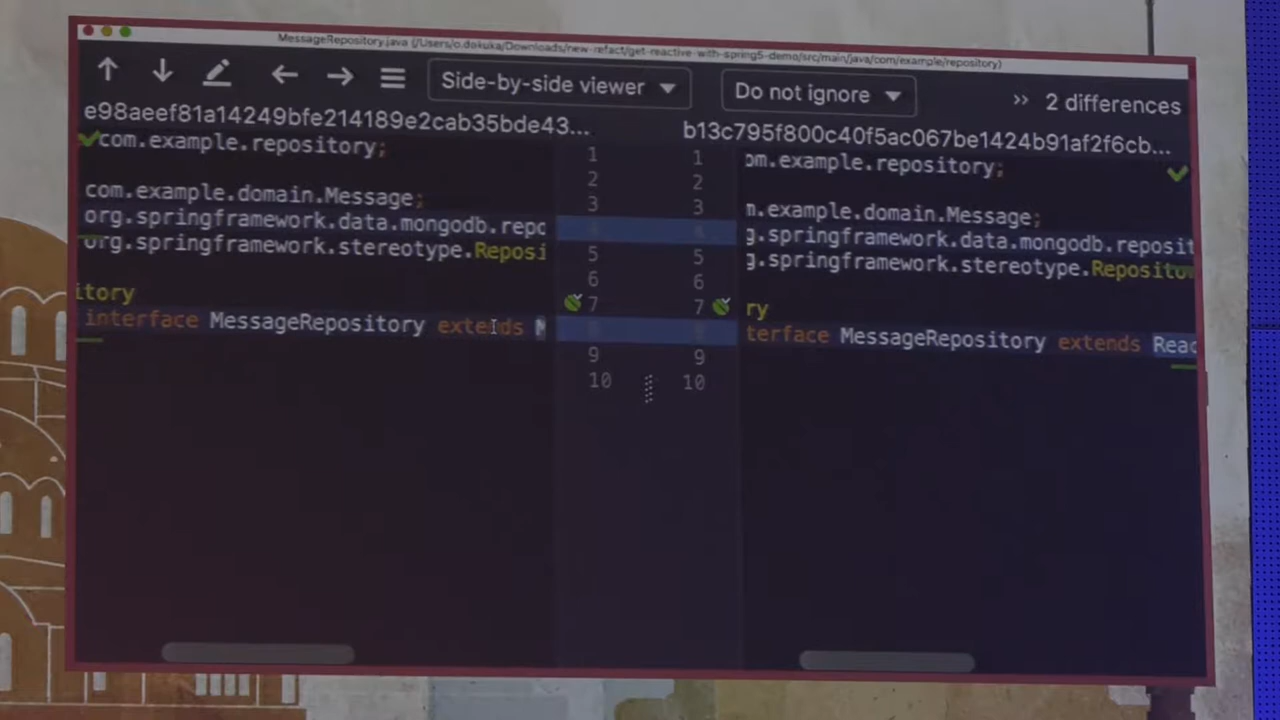 MessageRepository.java (/Users/o.dokuka/Downloads/new-refact/get-reactive-with-spring5-demo/src/main/java/com/example/repository)
Side-by-side viewer Do not ignore 2 differences
e98aeef81a14249bfe214189e2cab35bde43... b13c795f800c40f5ac067be1424b91af2f6cb...
com.example.repository; 1 1 om.example.repository;
2 2
com.example.domain.Message; 3 3 n.example.domain.Message;
org.springframework.data.mongodb.repo g.springframework.data.mongodb.reposit
org.springframework.stereotype.Reposi 5 5 g.springframework.stereotype.Reposito
6 6
itory 7 7 ry
interface MessageRepository extends M terface MessageRepository extends Reac
9 9
10 10